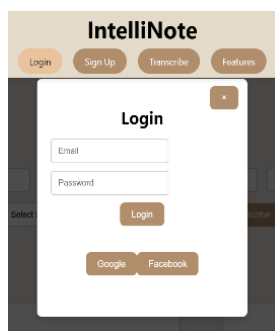 IntelliNote
Login Sign Up Transcribe Features
×
Login
Email
Password
Select
Login
Google Facebook